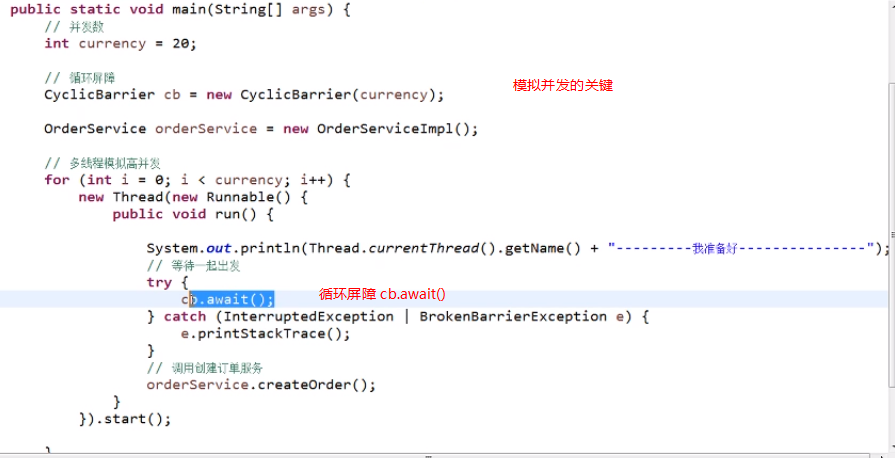 public static void main(String[] args) {
// 并发数
int currency = 20;
// 循环屏障
模拟并发的关键
CyclicBarrier cb = new CyclicBarrier(currency);
OrderService orderService = new OrderServiceImpl();
// 多线程模拟高并发
for (int i = 0; i < currency; i++) {
new Thread(new Runnable() {
public void run() {
System.out.println(Thread.currentThread().getName() + "---------我准备好---------------");
// 等待一起出发
try {
cb.await();
循环屏障 cb.await()
} catch (InterruptedException | BrokenBarrierException e) {
e.printStackTrace();
}
// 调用创建订单服务
orderService.createOrder();
}
}).start();
}